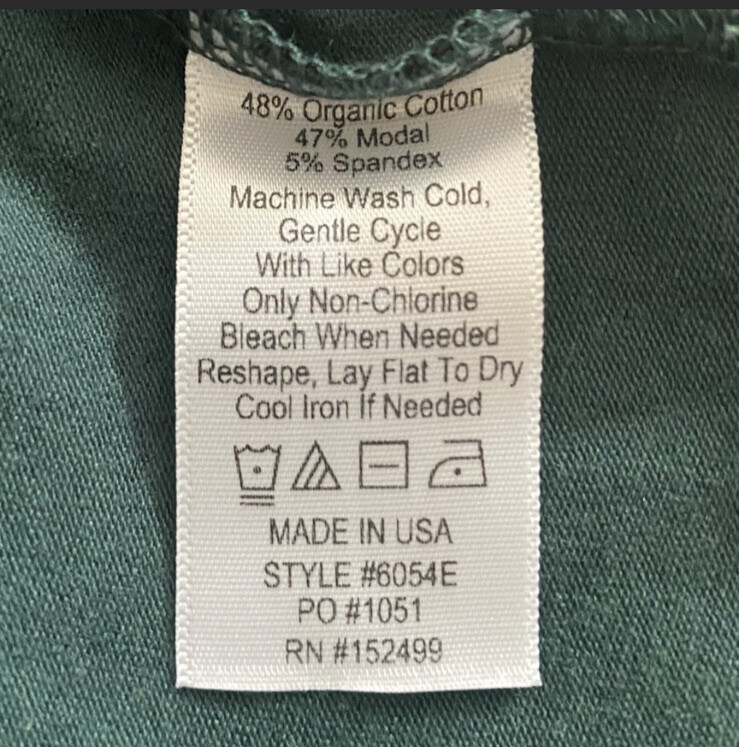 48% Organic Cotton
47% Modal
5% Spandex
Machine Wash Cold,
Gentle Cycle
With Like Colors
Only Non-Chlorine
Bleach When Needed
Reshape, Lay Flat To Dry
Cool Iron If Needed
MADE IN USA
STYLE #6054E
PO #1051
RN #152499